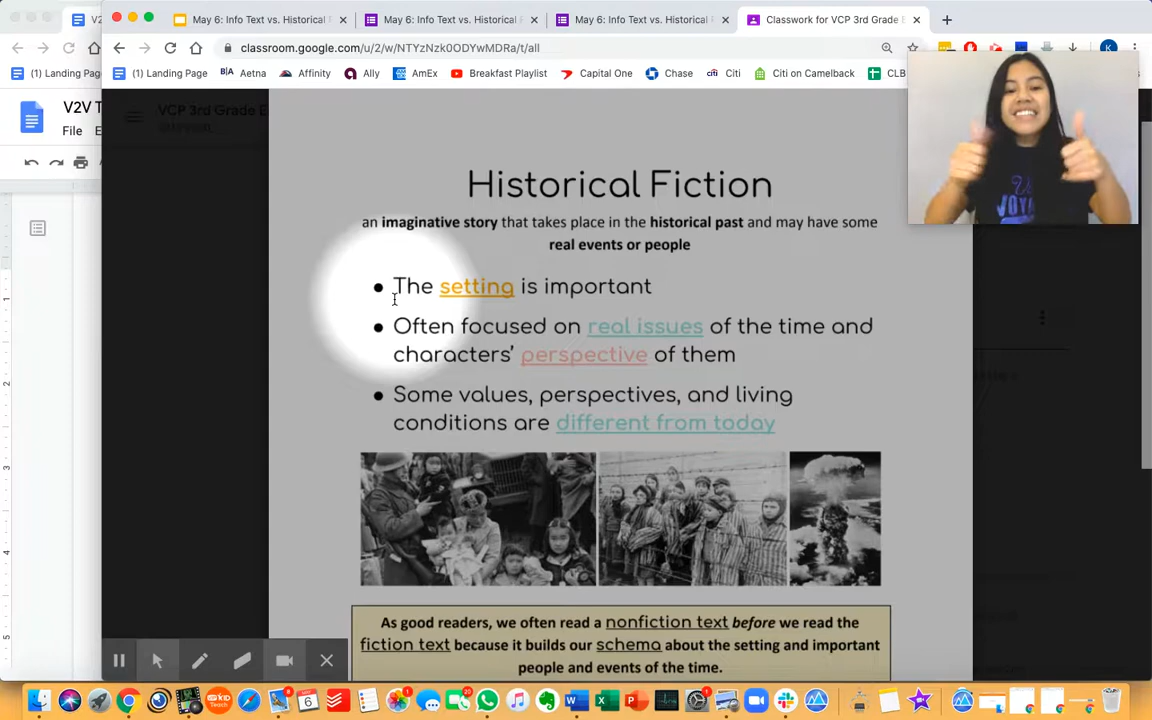 May 6: Info Text vs. Historical
May 6: Info Text vs. Historical
May 6: Info Text vs. Historical
Classwork for VCP 3rd Grade
classroom.google.com/u/2/w/NTYzNzk0ODYwMDRa/t/all
(1) Landing Page
(1) Landing Page
Aetna
Affinity
Ally
AmEx
Breakfast Playlist
Capital One
Chase
Citi
Citi on Camelback
CLB
V2V T
File
VCP 3rd Grade E
Historical Fiction
an imaginative story that takes place in the historical past and may have some
real events or people
● The setting is important
● Often focused on real issues of the time and
characters' perspective of them
● Some values, perspectives, and living
conditions are different from today
As good readers, we often read a nonfiction text before we read the
fiction text because it builds our schema about the setting and important
people and events of the time.